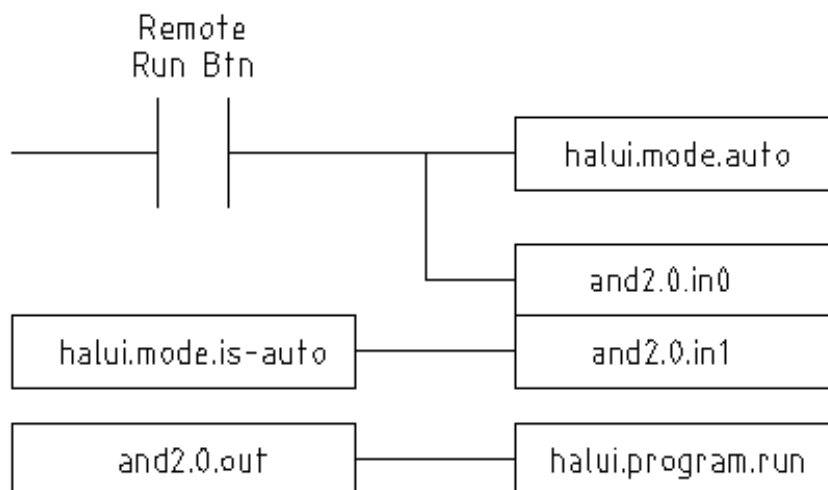 Remote
Run Btn
halui.mode.auto
and2.0.in0
halui.mode.is-auto
and2.0.in1
and2.0.out
halui.program.run